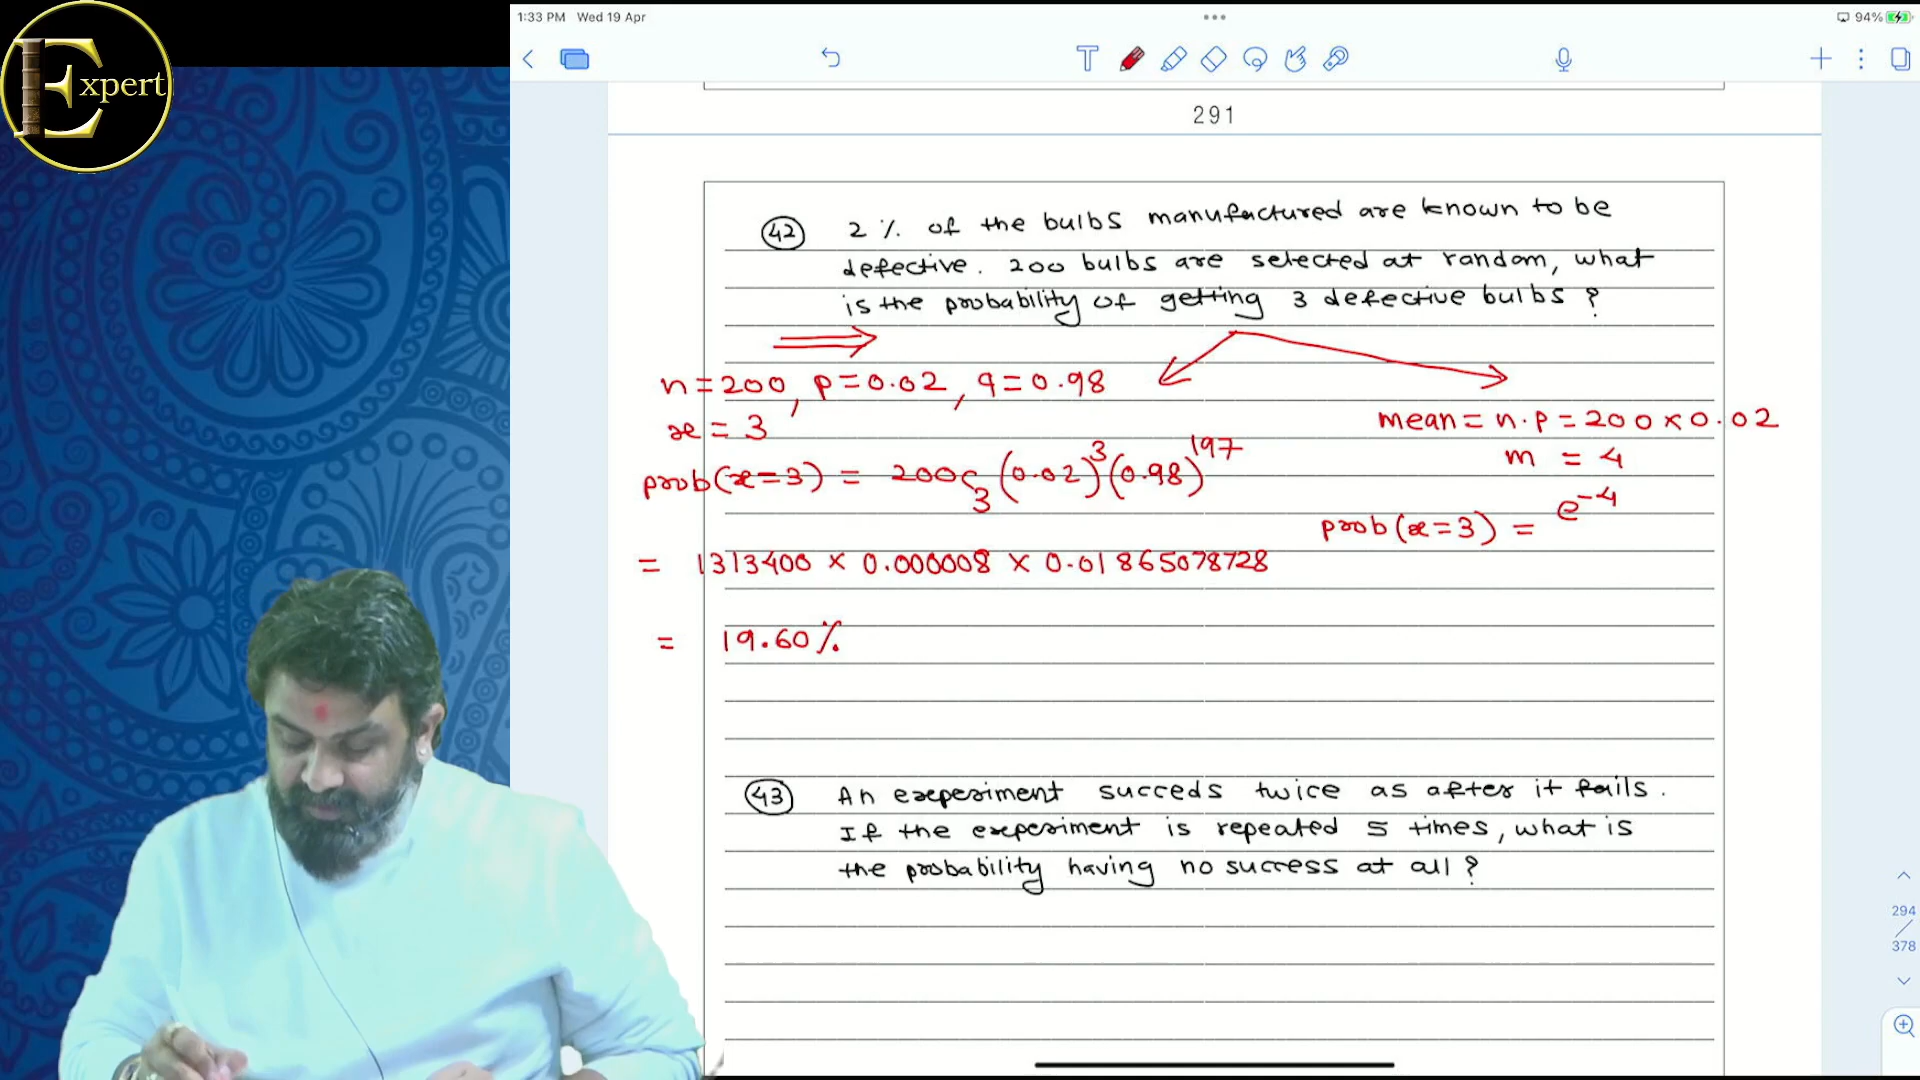 1:33 PM Wed 19 Apr
94%
Expert
291
42 2 % of the bulbs manufactured are known to be
defective. 200 bulbs are selected at random, what
is the probability of getting 3 defective bulbs ?
n = 200, p = 0.02, q = 0.98
x = 3
prob(x=3) = 200c₃ (0.02)³ (0.98)¹⁹⁷
= 1313400 × 0.000008 × 0.01865078728
= 19.60%
mean = n.p = 200 × 0.02
m = 4
prob(x=3) = e⁻⁴
43 An experiment succeds twice as after it fails.
If the experiment is repeated 5 times, what is
the probability having no success at all ?
294
/
378